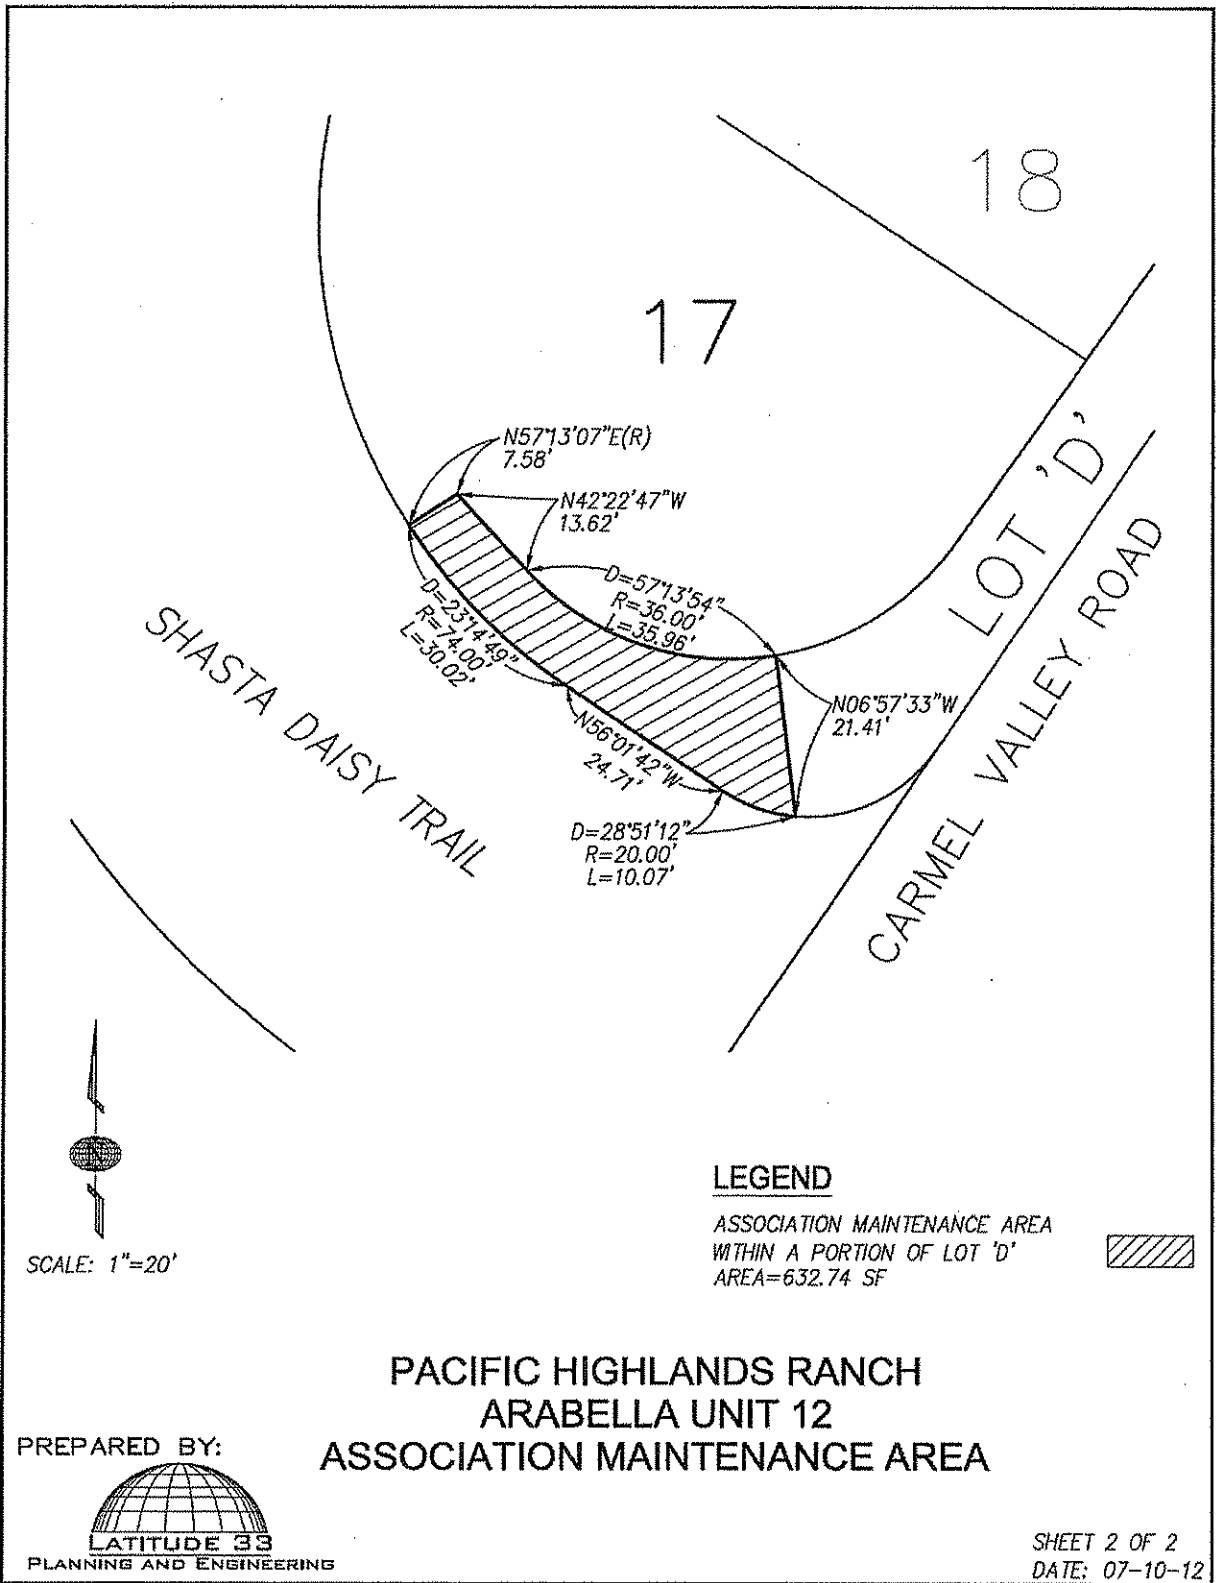 18
17
N57°13'07"E(R)
7.58'
N42°22'47"W
13.62'
D=57°13'54"
R=36.00'
L=35.96'
D=23°14'49"
R=74.00'
L=30.02'
LOT 'D'
SHASTA DAISY TRAIL
N06°57'33"W
21.41'
N56°01'42"W
24.71'
CARMEL VALLEY ROAD
D=28°51'12"
R=20.00'
L=10.07'
N
SCALE: 1"=20'
LEGEND
ASSOCIATION MAINTENANCE AREA
WITHIN A PORTION OF LOT 'D'
AREA=632.74 SF
PACIFIC HIGHLANDS RANCH
ARABELLA UNIT 12
ASSOCIATION MAINTENANCE AREA
PREPARED BY:
LATITUDE 33
PLANNING AND ENGINEERING
SHEET 2 OF 2
DATE: 07-10-12